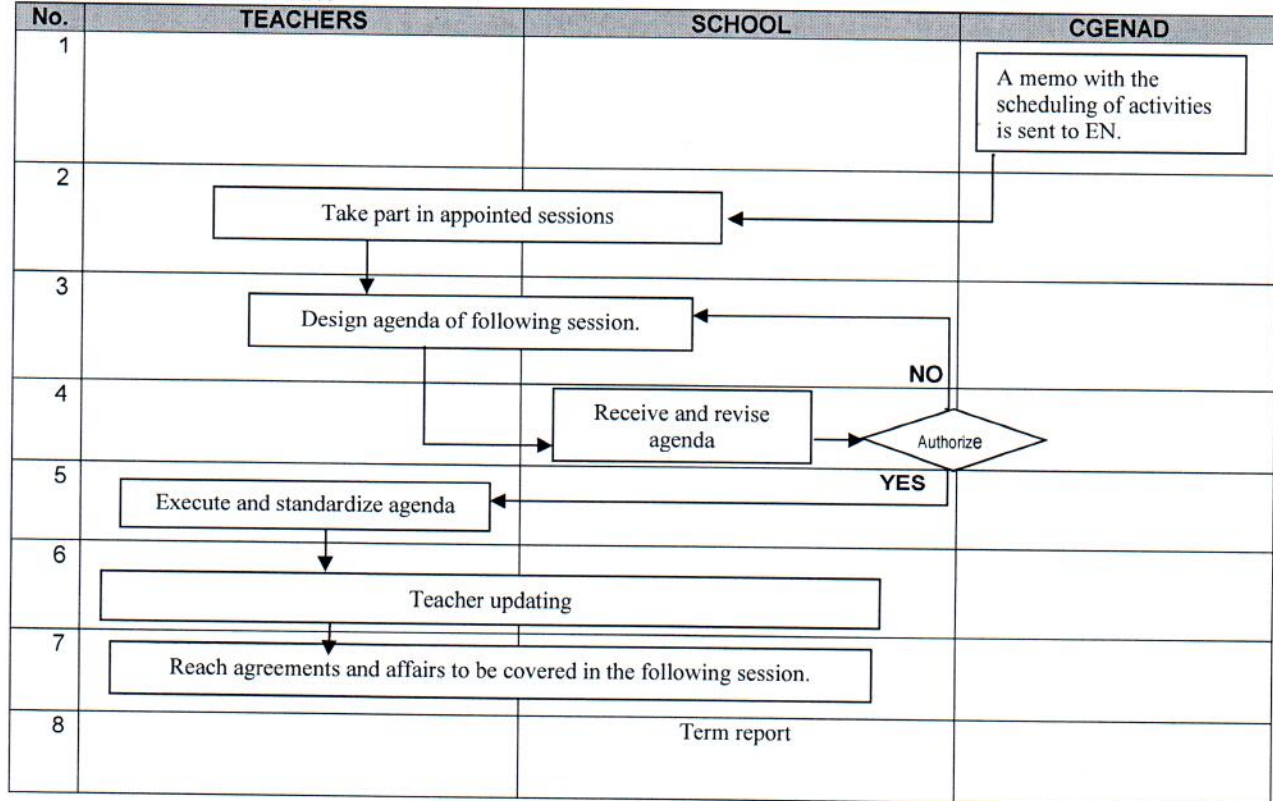 No. TEACHERS SCHOOL CGENAD
1
A memo with the
scheduling of activities
is sent to EN.
2
Take part in appointed sessions
3
Design agenda of following session.
NO
4
Receive and revise
agenda
Authorize
5
YES
Execute and standardize agenda
6
Teacher updating
7
Reach agreements and affairs to be covered in the following session.
8
Term report